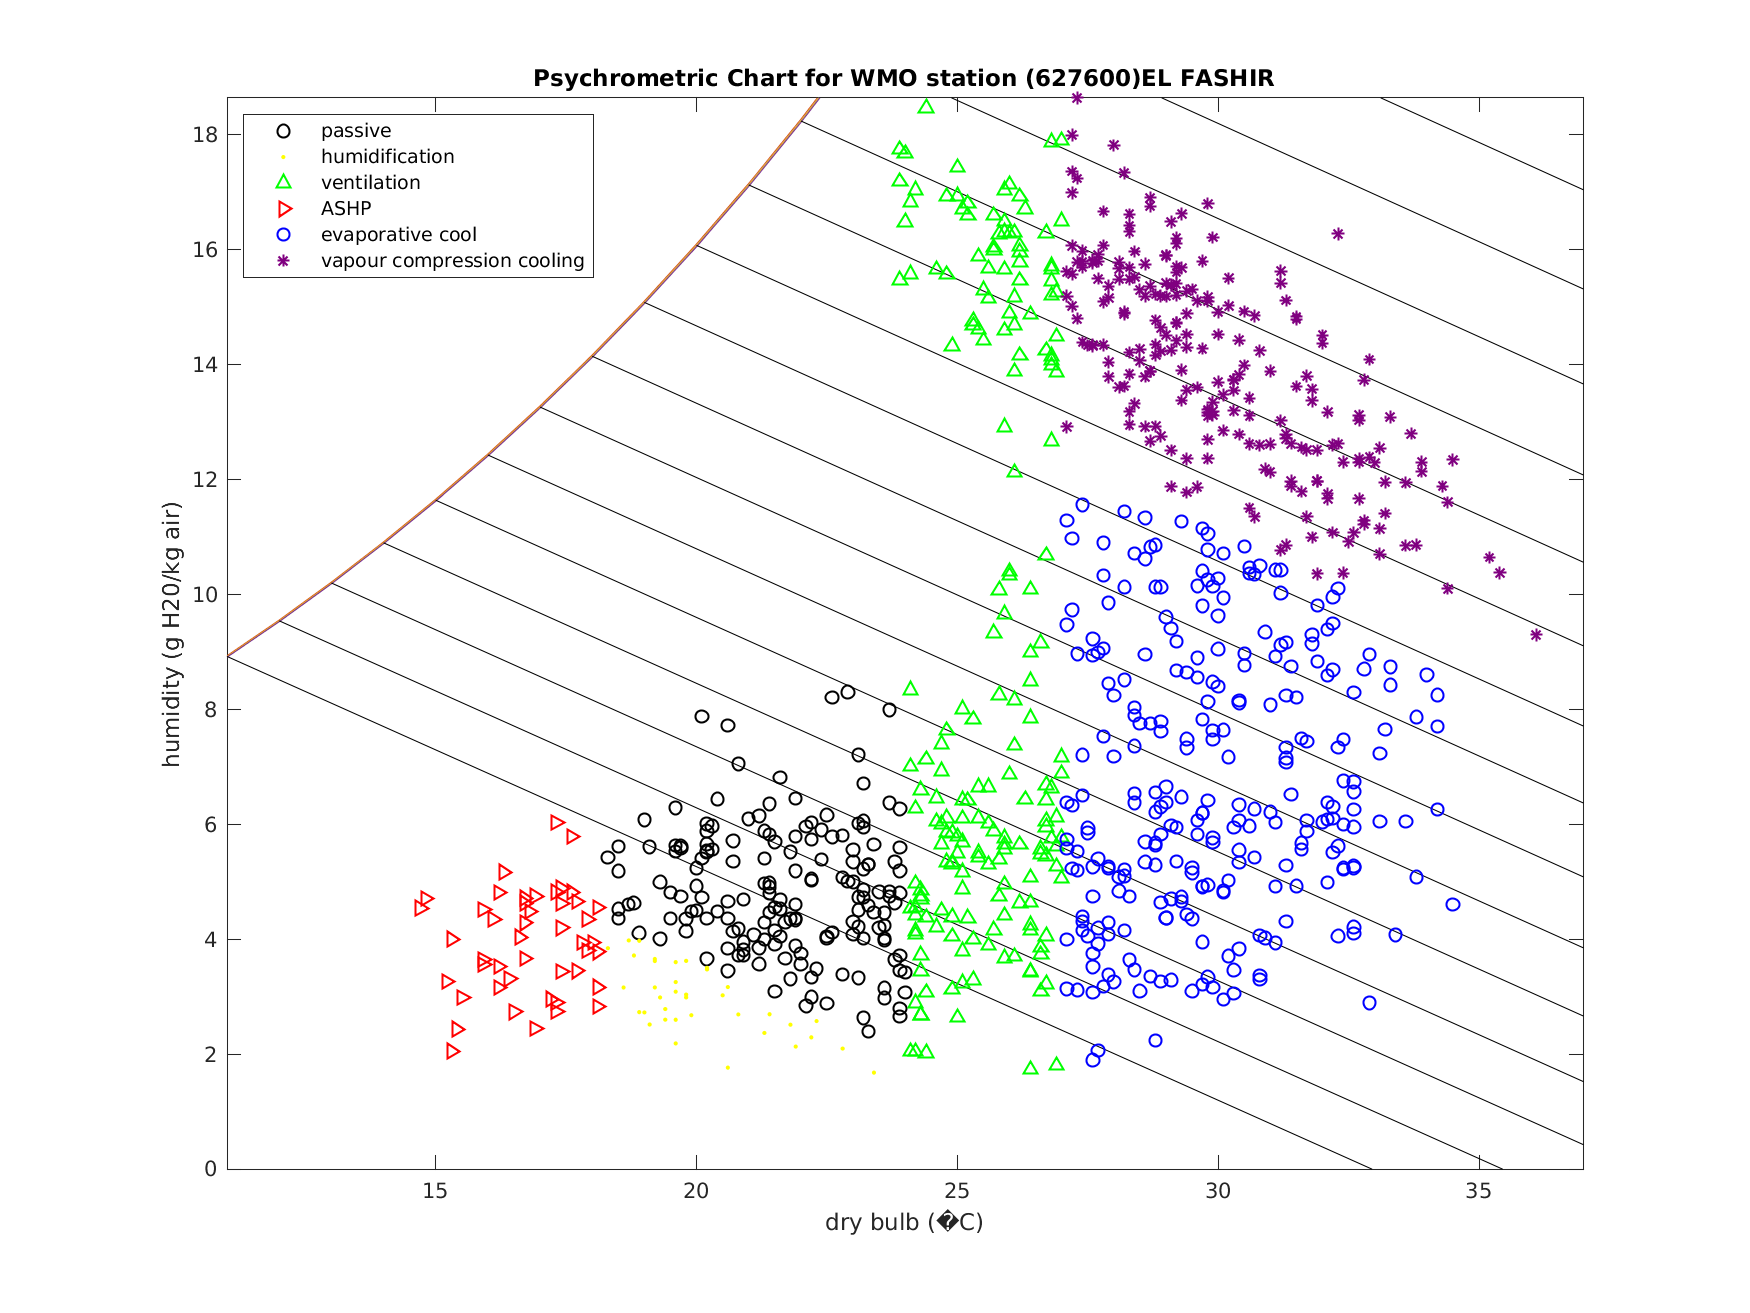 Psychrometric Chart for WMO station (627600)EL FASHIR
passive
humidification
ventilation
ASHP
evaporative cool
vapour compression cooling
humidity (g H20/kg air)
18
16
14
12
10
8
6
4
2
0
15 20 25 30 35
dry bulb (�C)